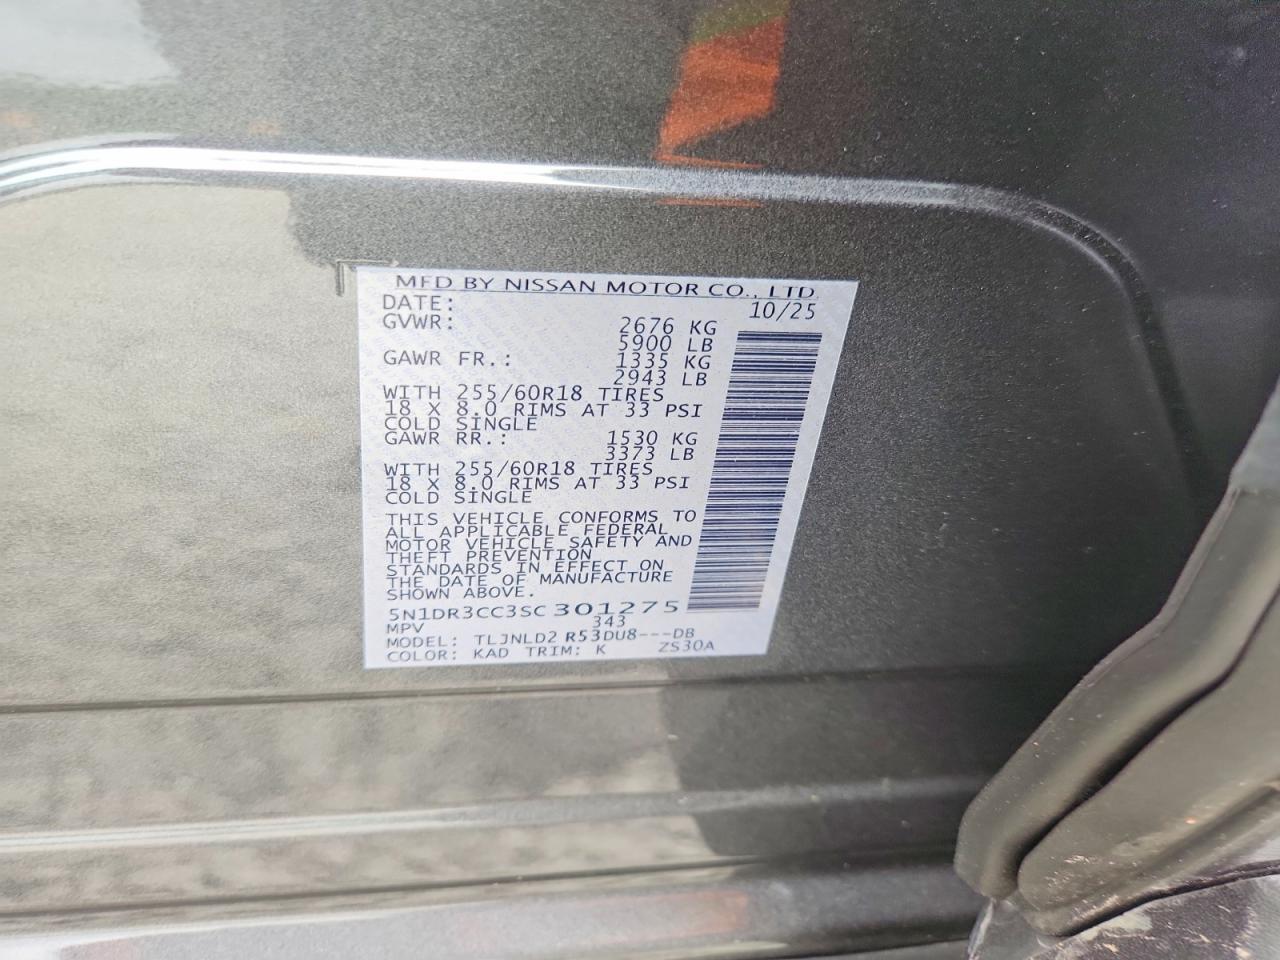 MFD BY NISSAN MOTOR CO., LTD.
DATE: 10/25
GVWR: 2676 KG
5900 LB
GAWR FR.: 1335 KG
2943 LB
WITH 255/60R18 TIRES
18 X 8.0 RIMS AT 33 PSI
COLD SINGLE
GAWR RR.: 1530 KG
3373 LB
WITH 255/60R18 TIRES
18 X 8.0 RIMS AT 33 PSI
COLD SINGLE
THIS VEHICLE CONFORMS TO
ALL APPLICABLE FEDERAL
MOTOR VEHICLE SAFETY AND
THEFT PREVENTION
STANDARDS IN EFFECT ON
THE DATE OF MANUFACTURE
SHOWN ABOVE.
5N1DR3CC3SC301275
MPV 343
MODEL: TLJNLD2 R53DU8---DB
COLOR: KAD TRIM: K ZS30A